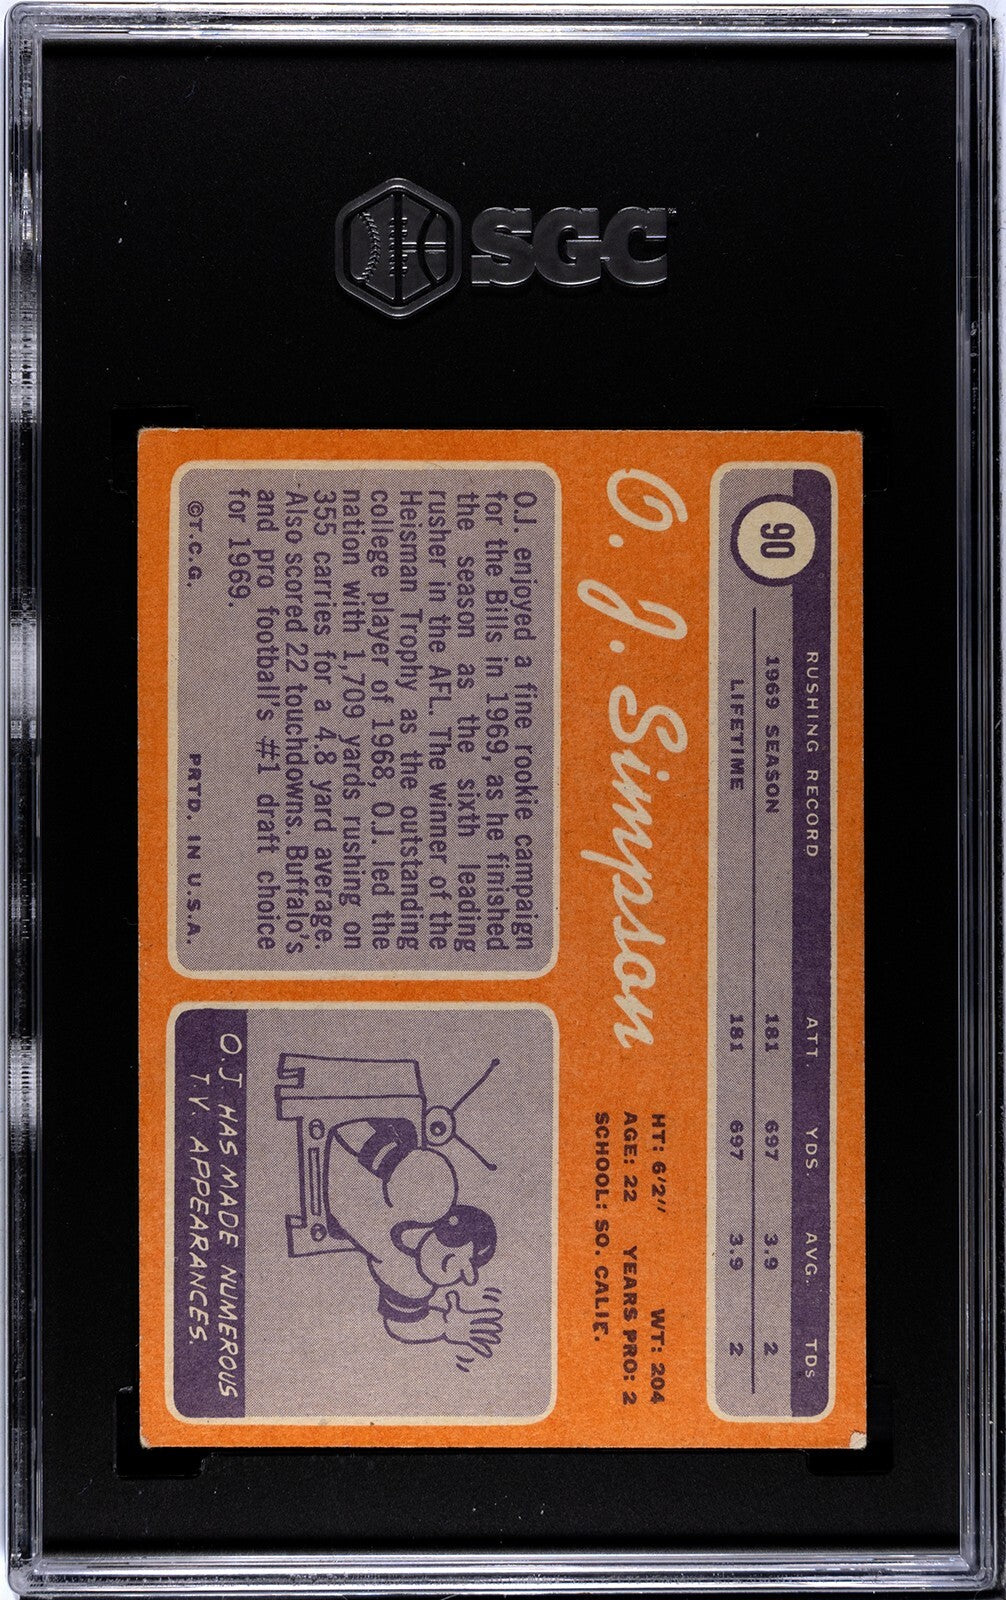 SGC
90
RUSHING RECORD ATT. YDS. AVG. TDS
1969 SEASON 181 697 3.9 2
LIFETIME 181 697 3.9 2
O. J. Simpson
HT: 6'2" WT: 204
AGE: 22 YEARS PRO: 2
SCHOOL: SO. CALIF.
O.J. enjoyed a fine rookie campaign
for the Bills in 1969, as he finished
the season as the sixth leading
rusher in the AFL. The winner of the
Heisman Trophy as the outstanding
college player of 1968, O.J. led the
nation with 1,709 yards rushing on
355 carries for a 4.8 yard average.
Also scored 22 touchdowns. Buffalo's
and pro football's #1 draft choice
for 1969.
©T.C.G. PRTD. IN U.S.A.
O.J HAS MADE NUMEROUS
T.V. APPEARANCES.